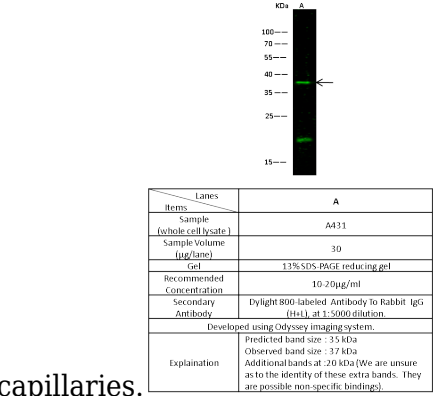 KDa A
100
70
55
40
35
25
15
Lanes
Items
A
Sample
(whole cell lysate )
A431
Sample Volume
(µg/lane)
30
Gel
13%SDS-PAGE reducing gel
Recommended
Concentration
10-20µg/ml
Secondary
Antibody
Dylight 800-labeled Antibody To Rabbit IgG
(H+L), at 1:5000 dilution.
Developed using Odyssey imaging system.
Explaination
Predicted band size : 35 kDa
Observed band size : 37 kDa
Additional bands at :20 kDa (We are unsure
as to the identity of these extra bands. They
are possible non-specific bindings).
capillaries.